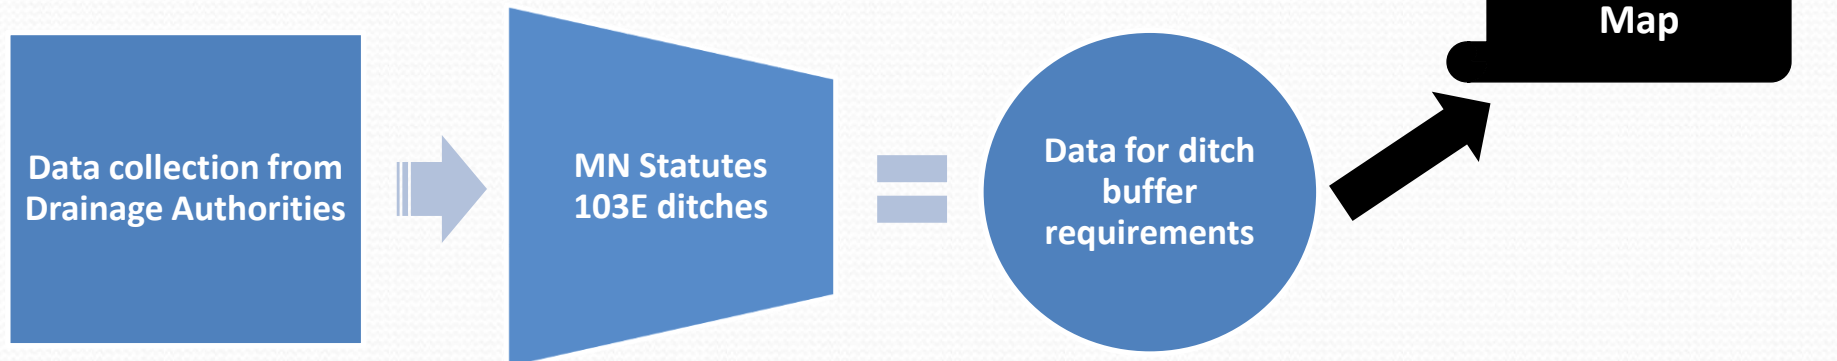 Map
Data collection from
Drainage Authorities
MN Statutes
103E ditches
Data for ditch
buffer
requirements